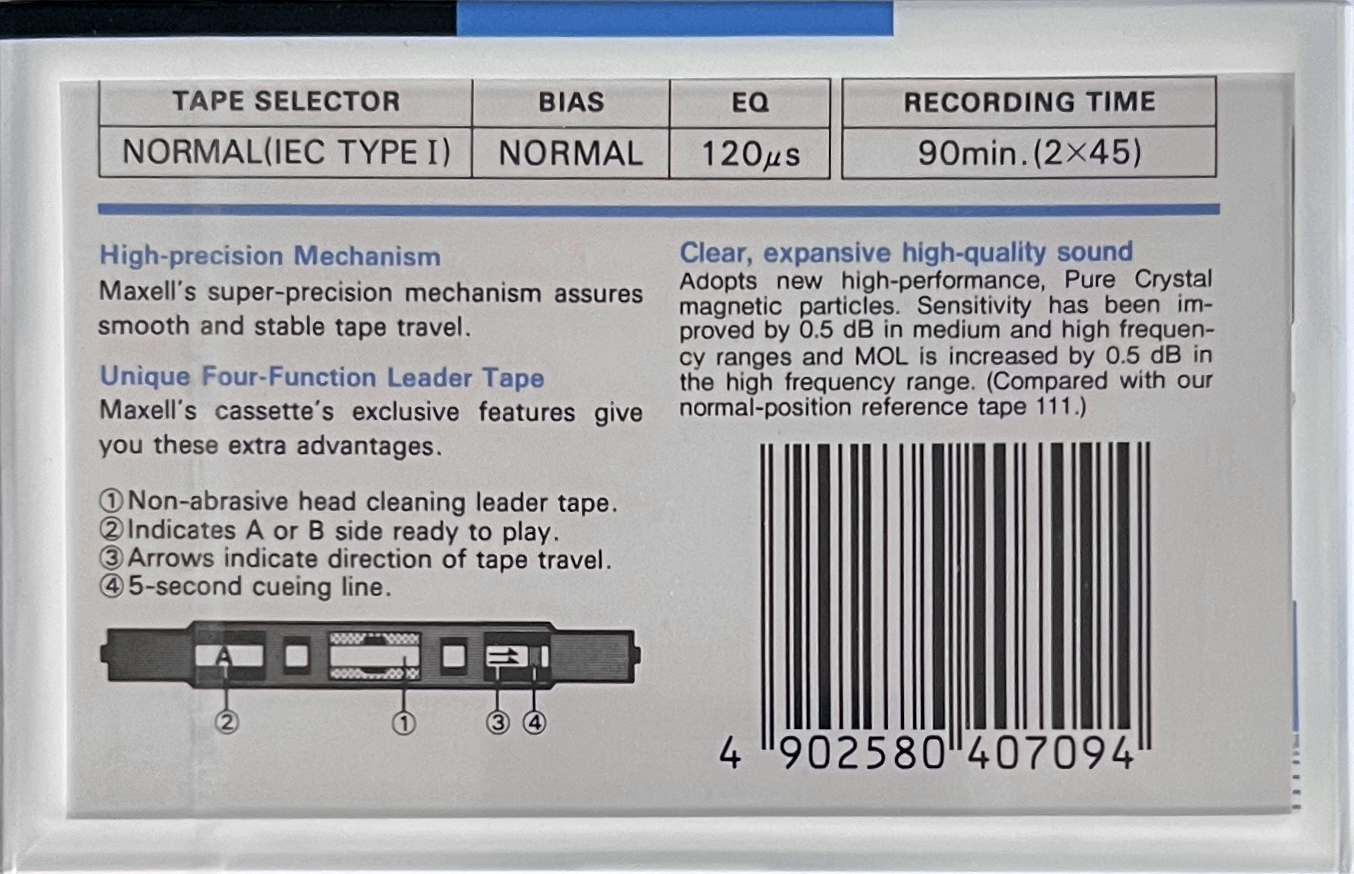 TAPE SELECTOR BIAS EQ RECORDING TIME
NORMAL(IEC TYPE I) NORMAL 120μs 90min.(2×45)
High-precision Mechanism
Maxell's super-precision mechanism assures
smooth and stable tape travel.
Unique Four-Function Leader Tape
Maxell's cassette's exclusive features give
you these extra advantages.
①Non-abrasive head cleaning leader tape.
②Indicates A or B side ready to play.
③Arrows indicate direction of tape travel.
④5-second cueing line.
A
② ① ③ ④
Clear, expansive high-quality sound
Adopts new high-performance, Pure Crystal
magnetic particles. Sensitivity has been im-
proved by 0.5 dB in medium and high frequen-
cy ranges and MOL is increased by 0.5 dB in
the high frequency range. (Compared with our
normal-position reference tape 111.)
4 902580 407094